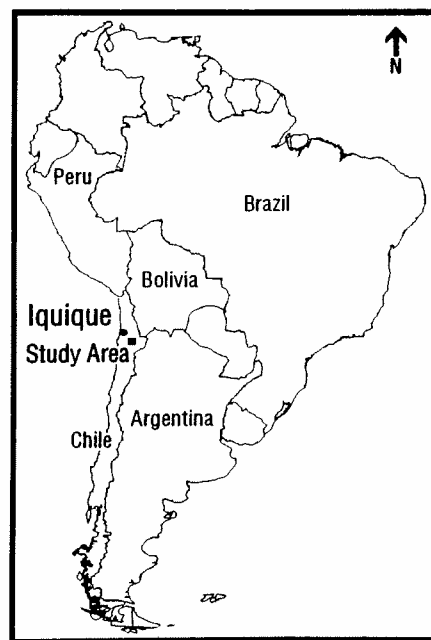 N
Peru
Brazil
Bolivia
Iquique
Study Area
Argentina
Chile